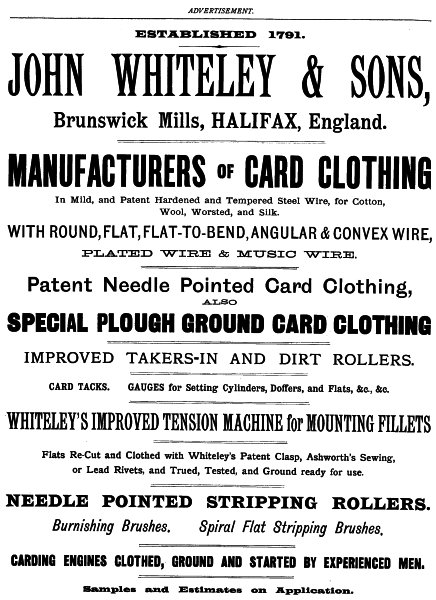 ADVERTISEMENT.
ESTABLISHED 1791.
JOHN WHITELEY & SONS,
Brunswick Mills, HALIFAX, England.
MANUFACTURERS OF CARD CLOTHING
In Mild, and Patent Hardened and Tempered Steel Wire, for Cotton,
Wool, Worsted, and Silk.
WITH ROUND, FLAT, FLAT-TO-BEND, ANGULAR & CONVEX WIRE,
PLATED WIRE & MUSIC WIRE.
Patent Needle Pointed Card Clothing,
ALSO
SPECIAL PLOUGH GROUND CARD CLOTHING
IMPROVED TAKERS-IN AND DIRT ROLLERS.
CARD TACKS. GAUGES for Setting Cylinders, Doffers, and Flats, &c., &c.
WHITELEY'S IMPROVED TENSION MACHINE for MOUNTING FILLETS
Flats Re-Cut and Clothed with Whiteley's Patent Clasp, Ashworth's Sewing,
or Lead Rivets, and Trued, Tested, and Ground ready for use.
NEEDLE POINTED STRIPPING ROLLERS.
Burnishing Brushes. Spiral Flat Stripping Brushes.
CARDING ENGINES CLOTHED, GROUND AND STARTED BY EXPERIENCED MEN.
Samples and Estimates on Application.